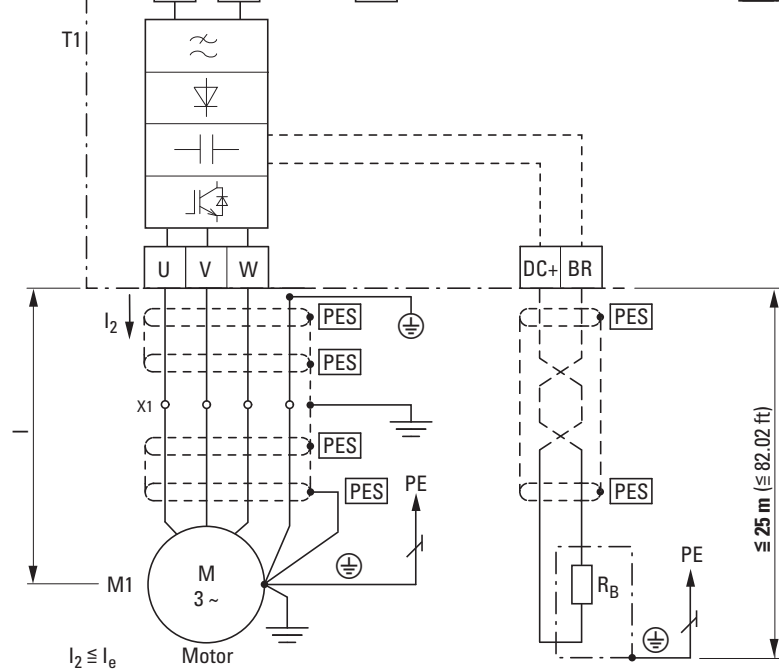 T1
U V W
DC+ BR
I₂
PES
PES
PES
X1
l
PES
PES
PES
PE
≦ 25 m (≦ 82.02 ft)
M1
M
3 ~
R_B
PE
I₂ ≦ Iₑ
Motor